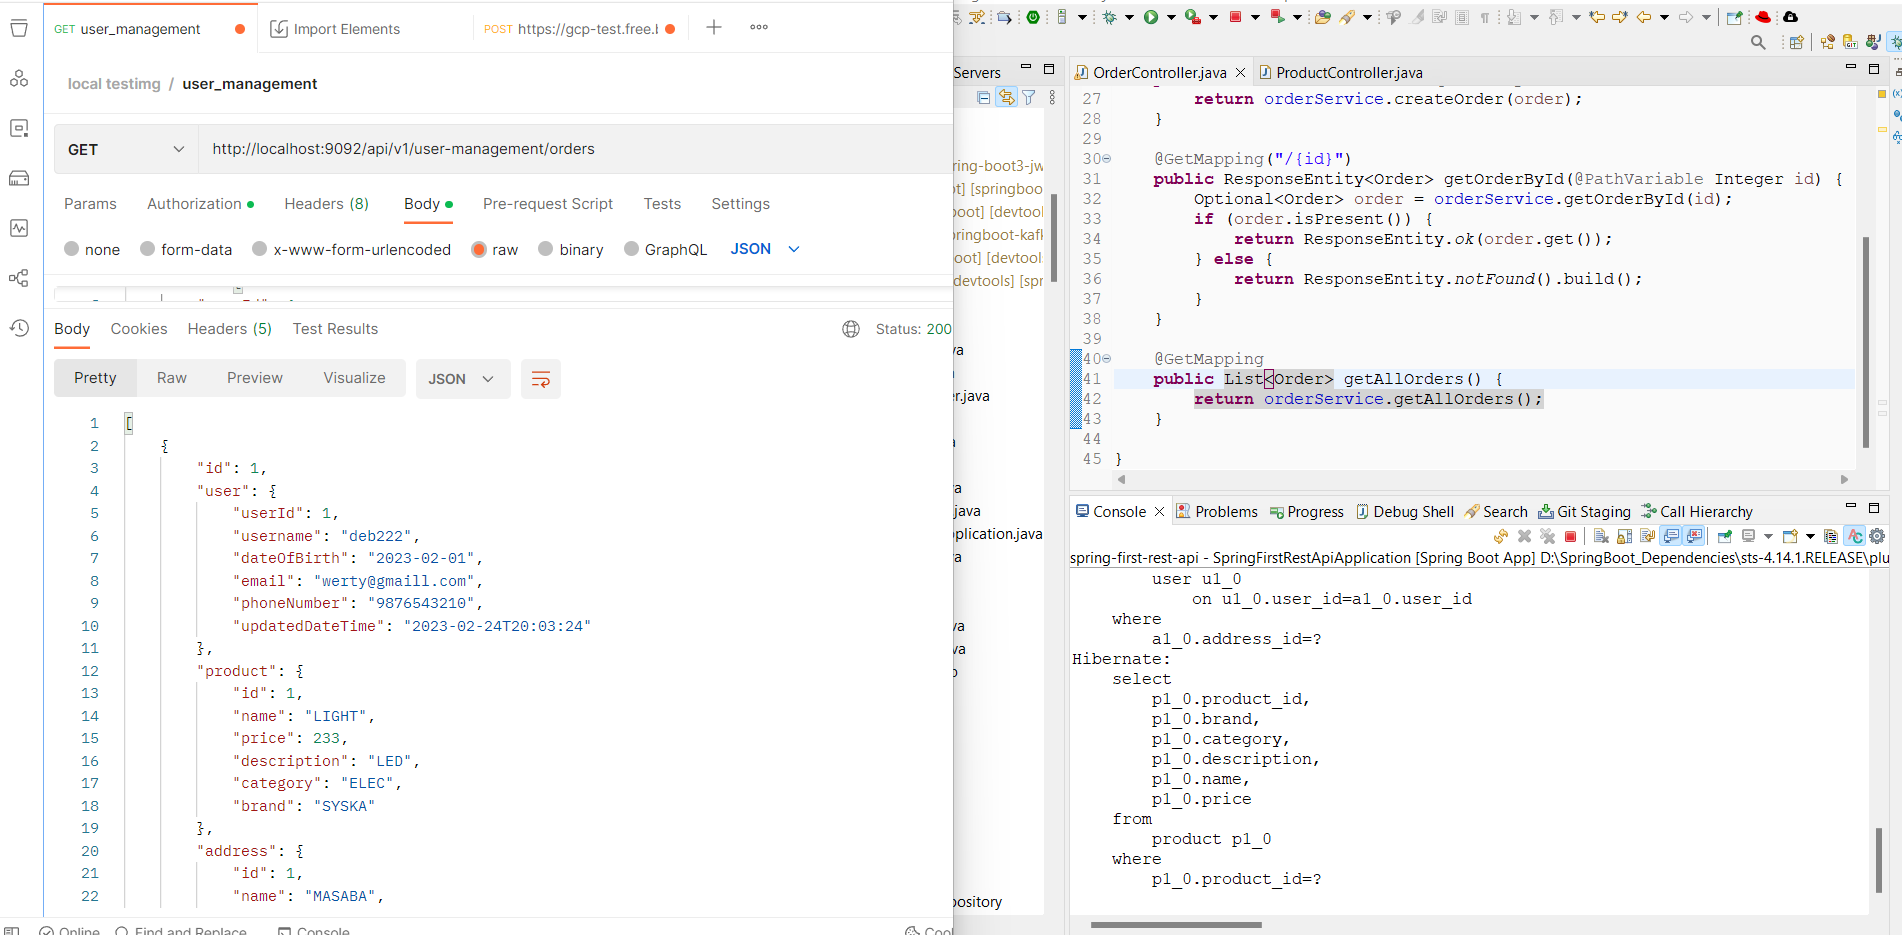 GET user_management
Import Elements
POST https://gcp-test.free.b
local testimg / user_management
GET
http://localhost:9092/api/v1/user-management/orders
Params
Authorization
Headers (8)
Body
Pre-request Script
Tests
Settings
none
form-data
x-www-form-urlencoded
raw
binary
GraphQL
JSON
Body
Cookies
Headers (5)
Test Results
Status: 200
Pretty
Raw
Preview
Visualize
JSON
1 [
2 {
3 "id": 1,
4 "user": {
5 "userId": 1,
6 "username": "deb222",
7 "dateOfBirth": "2023-02-01",
8 "email": "werty@gmaill.com",
9 "phoneNumber": "9876543210",
10 "updatedDateTime": "2023-02-24T20:03:24"
11 },
12 "product": {
13 "id": 1,
14 "name": "LIGHT",
15 "price": 233,
16 "description": "LED",
17 "category": "ELEC",
18 "brand": "SYSKA"
19 },
20 "address": {
21 "id": 1,
22 "name": "MASABA",
Online
Find and Replace
Console
Cool
Servers
ring-boot3-jw
ot] [springboo
boot] [devtool
pringboot-kafk
oot] [devtool
devtools] [spr
va
er.java
a
va
.java
pplication.java
a
va
va
o
pository
OrderController.java
ProductController.java
27 return orderService.createOrder(order);
28 }
29
30 @GetMapping("/{id}")
31 public ResponseEntity<Order> getOrderById(@PathVariable Integer id) {
32 Optional<Order> order = orderService.getOrderById(id);
33 if (order.isPresent()) {
34 return ResponseEntity.ok(order.get());
35 } else {
36 return ResponseEntity.notFound().build();
37 }
38 }
39
40 @GetMapping
41 public List<Order> getAllOrders() {
42 return orderService.getAllOrders();
43 }
44
45 }
Console
Problems
Progress
Debug Shell
Search
Git Staging
Call Hierarchy
spring-first-rest-api - SpringFirstRestApiApplication [Spring Boot App] D:\SpringBoot_Dependencies\sts-4.14.1.RELEASE\plu
user u1_0
on u1_0.user_id=a1_0.user_id
where
a1_0.address_id=?
Hibernate:
select
p1_0.product_id,
p1_0.brand,
p1_0.category,
p1_0.description,
p1_0.name,
p1_0.price
from
product p1_0
where
p1_0.product_id=?